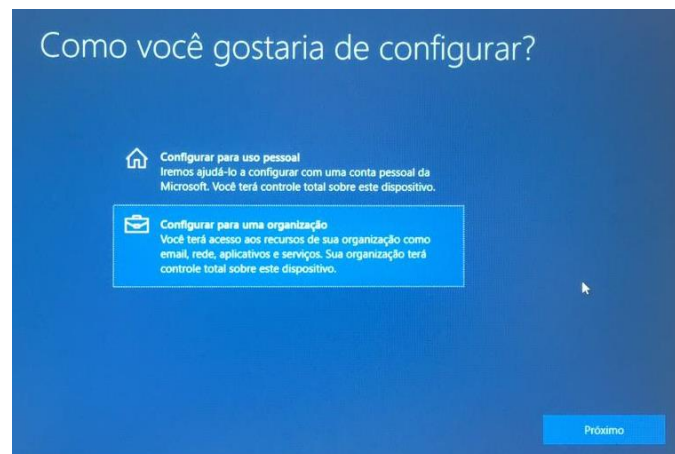 Como você gostaria de configurar?
Configurar para uso pessoal
Iremos ajudá-lo a configurar com uma conta pessoal da
Microsoft. Você terá controle total sobre este dispositivo.
Configurar para uma organização
Você terá acesso aos recursos de sua organização como
email, rede, aplicativos e serviços. Sua organização terá
controle total sobre este dispositivo.
Próximo